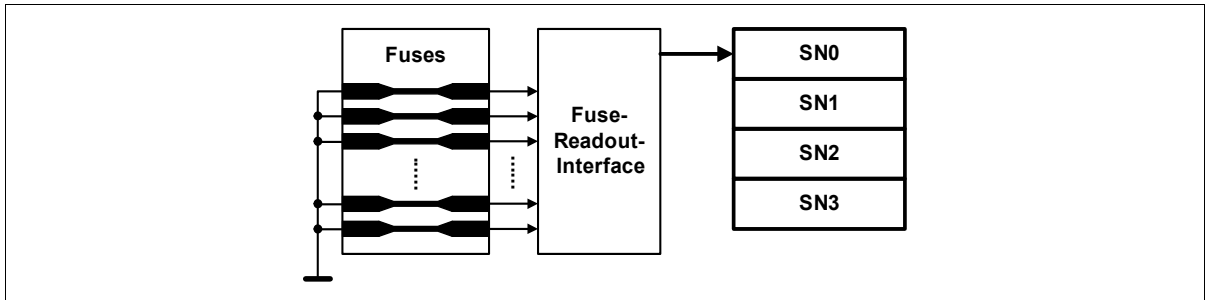 Fuses
Fuse-
Readout-
Interface
SN0
SN1
SN2
SN3